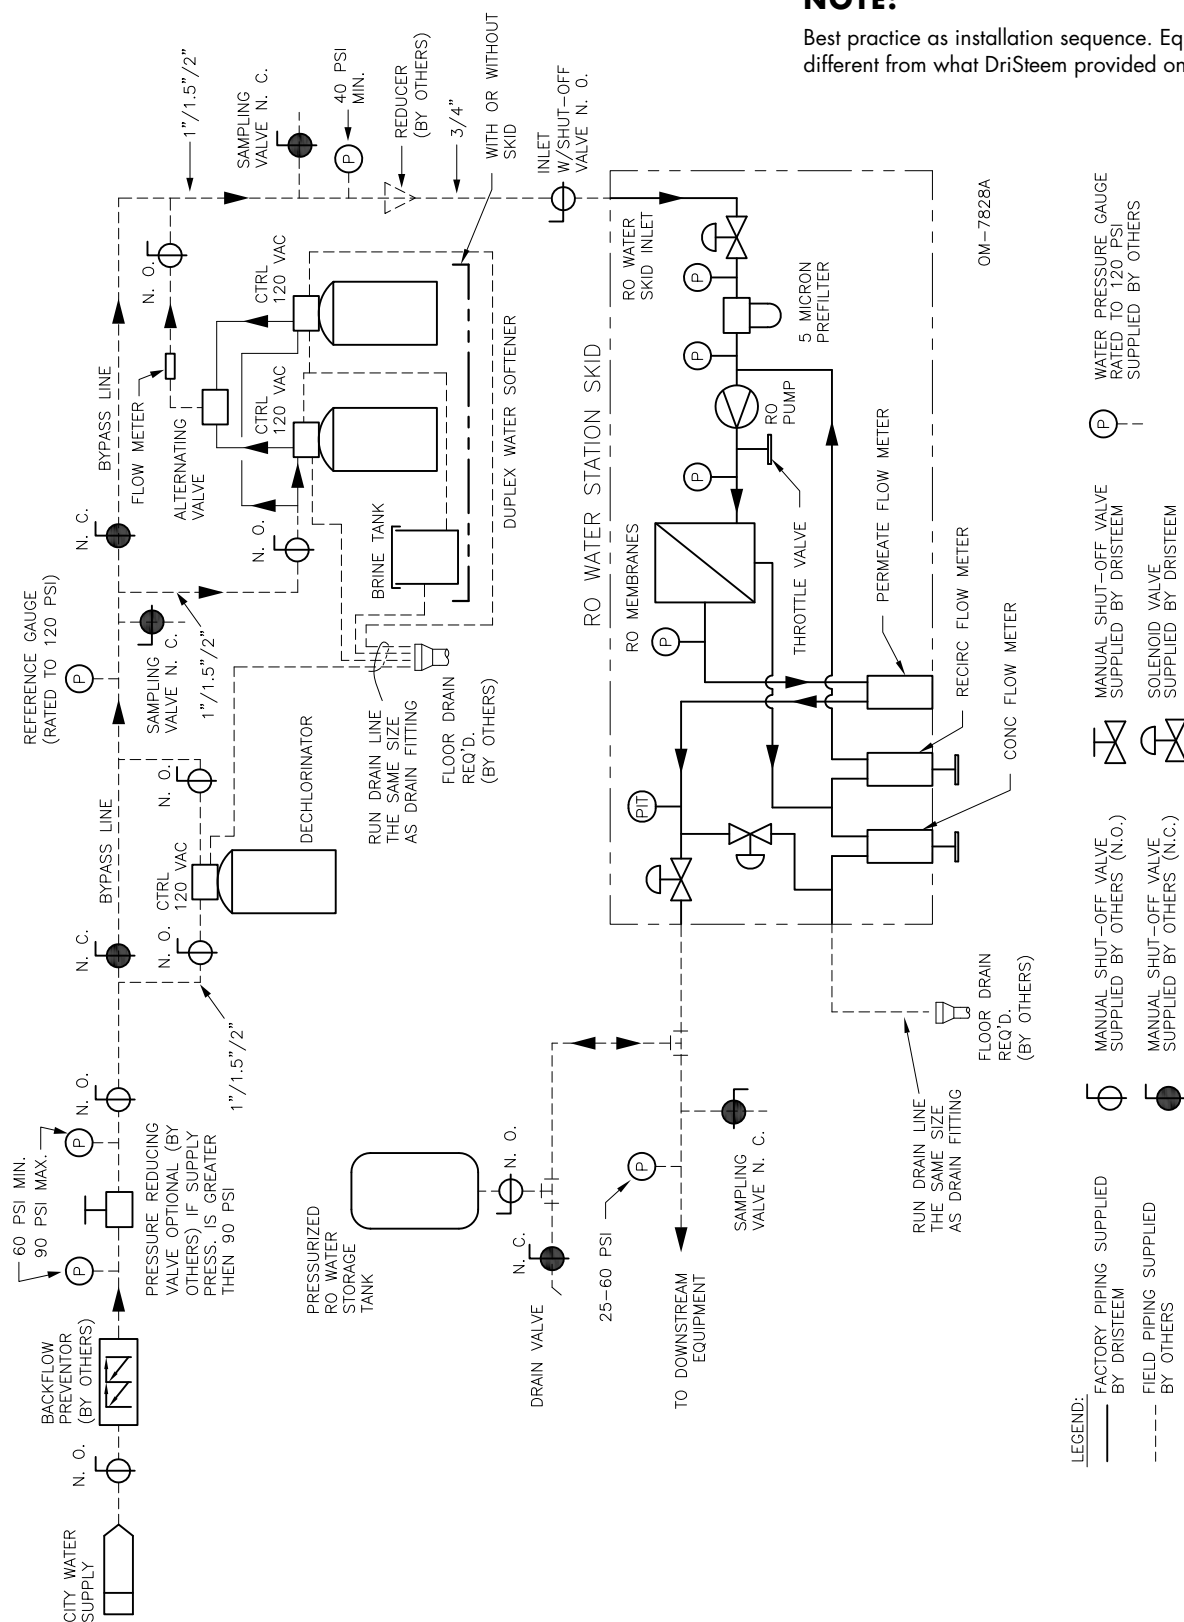 NOTE:
Best practice as installation sequence. Eq
different from what DriSteem provided on
CITY WATER
SUPPLY
N. O.
BACKFLOW
PREVENTOR
(BY OTHERS)
60 PSI MIN.
90 PSI MAX.
P
P
PRESSURE REDUCING
VALVE OPTIONAL (BY
OTHERS) IF SUPPLY
PRESS. IS GREATER
THEN 90 PSI
N. O.
1"/1.5"/2"
N. C.
BYPASS LINE
N. O.
CTRL
120 VAC
N. O.
DECHLORINATOR
REFERENCE GAUGE
(RATED TO 120 PSI)
P
SAMPLING
VALVE N. C.
1"/1.5"/2"
N. C.
BYPASS LINE
FLOW METER
ALTERNATING
VALVE
N. O.
N. O.
CTRL
120 VAC
CTRL
120 VAC
BRINE TANK
DUPLEX WATER SOFTENER
WITH OR WITHOUT
SKID
RUN DRAIN LINE
THE SAME SIZE
AS DRAIN FITTING
FLOOR DRAIN
REQ'D.
(BY OTHERS)
1"/1.5"/2"
SAMPLING
VALVE N. C.
P
40 PSI
MIN.
REDUCER
(BY OTHERS)
3/4"
INLET
W/SHUT-OFF
VALVE N. O.
RO WATER STATION SKID
RO WATER
SKID INLET
P
5 MICRON
PREFILTER
P
RO
PUMP
P
THROTTLE VALVE
RO MEMBRANES
P
PERMEATE FLOW METER
RECIRC FLOW METER
CONC FLOW METER
PIT
OM-7828A
PRESSURIZED
RO WATER
STORAGE
TANK
N. O.
N. C.
DRAIN VALVE
25-60 PSI
P
SAMPLING
VALVE N. C.
TO DOWNSTREAM
EQUIPMENT
RUN DRAIN LINE
THE SAME SIZE
AS DRAIN FITTING
FLOOR DRAIN
REQ'D.
(BY OTHERS)
LEGEND:
FACTORY PIPING SUPPLIED
BY DRISTEEM
FIELD PIPING SUPPLIED
BY OTHERS
MANUAL SHUT-OFF VALVE
SUPPLIED BY OTHERS (N.O.)
MANUAL SHUT-OFF VALVE
SUPPLIED BY OTHERS (N.C.)
MANUAL SHUT-OFF VALVE
SUPPLIED BY DRISTEEM
SOLENOID VALVE
SUPPLIED BY DRISTEEM
P
WATER PRESSURE GAUGE
RATED TO 120 PSI
SUPPLIED BY OTHERS